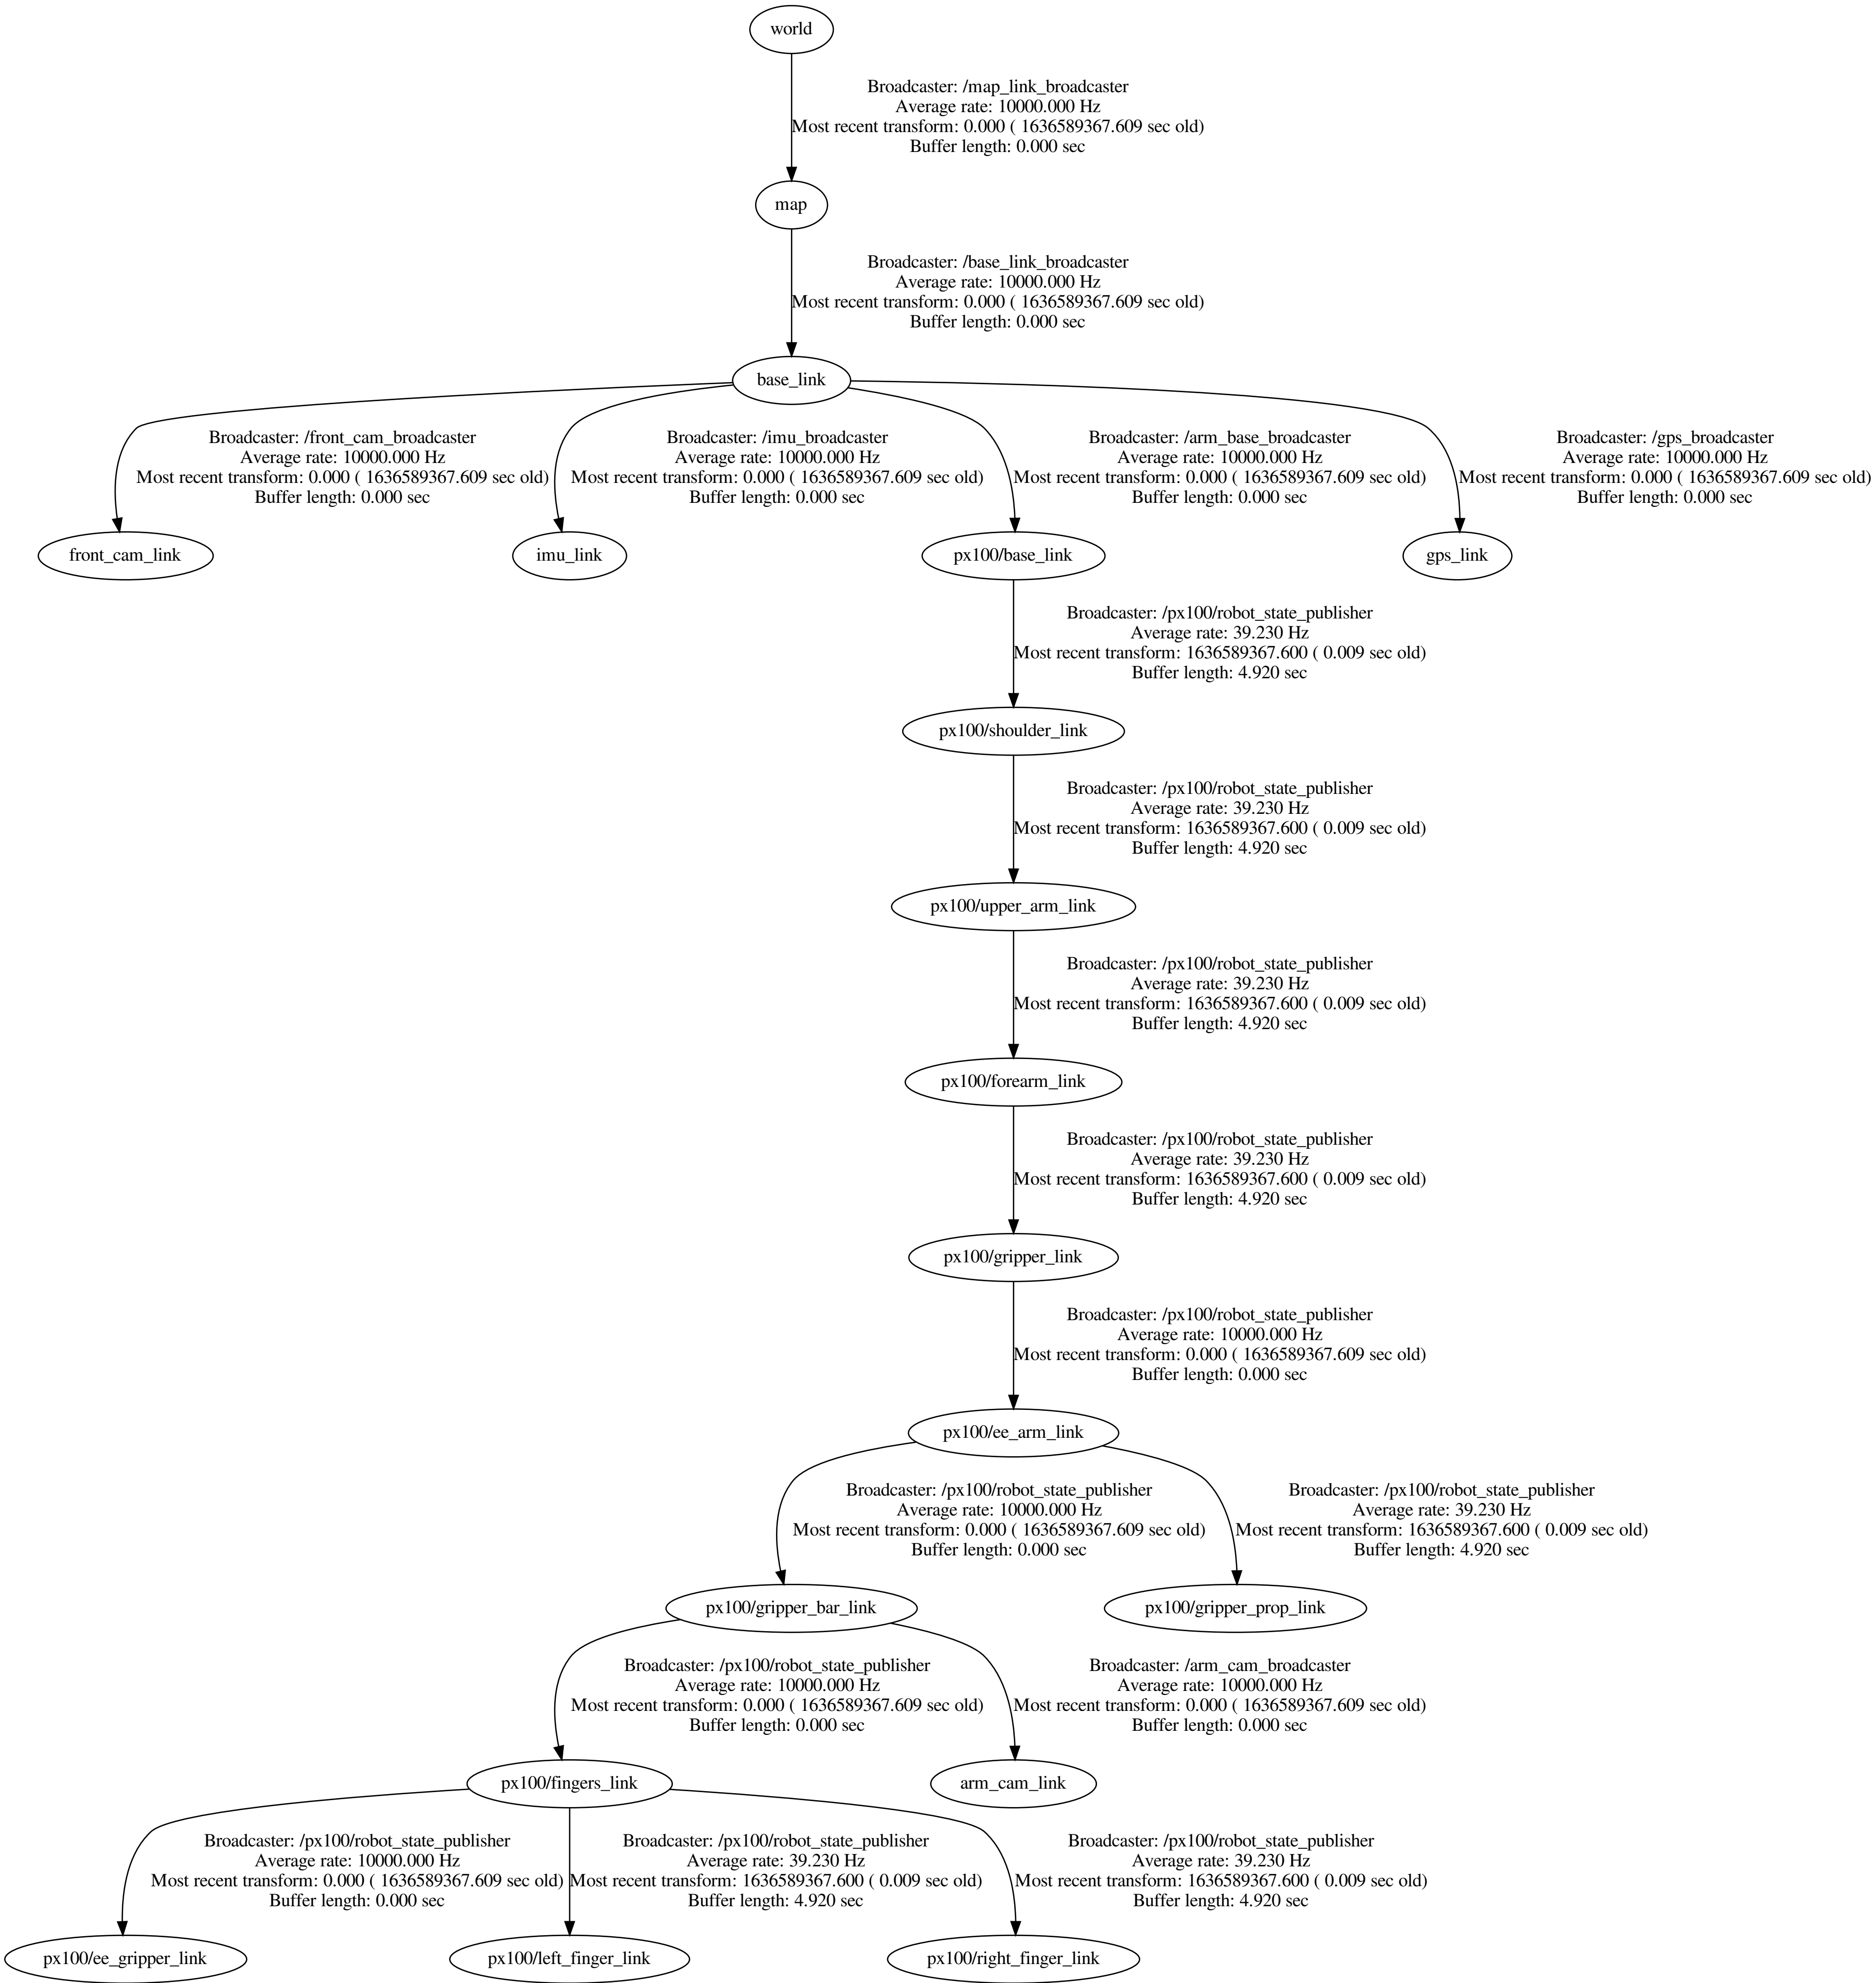 world
Broadcaster: /map_link_broadcaster
Average rate: 10000.000 Hz
Most recent transform: 0.000 ( 1636589367.609 sec old)
Buffer length: 0.000 sec
map
Broadcaster: /base_link_broadcaster
Average rate: 10000.000 Hz
Most recent transform: 0.000 ( 1636589367.609 sec old)
Buffer length: 0.000 sec
base_link
Broadcaster: /front_cam_broadcaster
Average rate: 10000.000 Hz
Most recent transform: 0.000 ( 1636589367.609 sec old)
Buffer length: 0.000 sec
Broadcaster: /imu_broadcaster
Average rate: 10000.000 Hz
Most recent transform: 0.000 ( 1636589367.609 sec old)
Buffer length: 0.000 sec
Broadcaster: /arm_base_broadcaster
Average rate: 10000.000 Hz
Most recent transform: 0.000 ( 1636589367.609 sec old)
Buffer length: 0.000 sec
Broadcaster: /gps_broadcaster
Average rate: 10000.000 Hz
Most recent transform: 0.000 ( 1636589367.609 sec old)
Buffer length: 0.000 sec
front_cam_link
imu_link
px100/base_link
gps_link
Broadcaster: /px100/robot_state_publisher
Average rate: 39.230 Hz
Most recent transform: 1636589367.600 ( 0.009 sec old)
Buffer length: 4.920 sec
px100/shoulder_link
Broadcaster: /px100/robot_state_publisher
Average rate: 39.230 Hz
Most recent transform: 1636589367.600 ( 0.009 sec old)
Buffer length: 4.920 sec
px100/upper_arm_link
Broadcaster: /px100/robot_state_publisher
Average rate: 39.230 Hz
Most recent transform: 1636589367.600 ( 0.009 sec old)
Buffer length: 4.920 sec
px100/forearm_link
Broadcaster: /px100/robot_state_publisher
Average rate: 39.230 Hz
Most recent transform: 1636589367.600 ( 0.009 sec old)
Buffer length: 4.920 sec
px100/gripper_link
Broadcaster: /px100/robot_state_publisher
Average rate: 10000.000 Hz
Most recent transform: 0.000 ( 1636589367.609 sec old)
Buffer length: 0.000 sec
px100/ee_arm_link
Broadcaster: /px100/robot_state_publisher
Average rate: 10000.000 Hz
Most recent transform: 0.000 ( 1636589367.609 sec old)
Buffer length: 0.000 sec
Broadcaster: /px100/robot_state_publisher
Average rate: 39.230 Hz
Most recent transform: 1636589367.600 ( 0.009 sec old)
Buffer length: 4.920 sec
px100/gripper_bar_link
px100/gripper_prop_link
Broadcaster: /px100/robot_state_publisher
Average rate: 10000.000 Hz
Most recent transform: 0.000 ( 1636589367.609 sec old)
Buffer length: 0.000 sec
Broadcaster: /arm_cam_broadcaster
Average rate: 10000.000 Hz
Most recent transform: 0.000 ( 1636589367.609 sec old)
Buffer length: 0.000 sec
px100/fingers_link
arm_cam_link
Broadcaster: /px100/robot_state_publisher
Average rate: 10000.000 Hz
Most recent transform: 0.000 ( 1636589367.609 sec old)
Buffer length: 0.000 sec
Broadcaster: /px100/robot_state_publisher
Average rate: 39.230 Hz
Most recent transform: 1636589367.600 ( 0.009 sec old)
Buffer length: 4.920 sec
Broadcaster: /px100/robot_state_publisher
Average rate: 39.230 Hz
Most recent transform: 1636589367.600 ( 0.009 sec old)
Buffer length: 4.920 sec
px100/ee_gripper_link
px100/left_finger_link
px100/right_finger_link